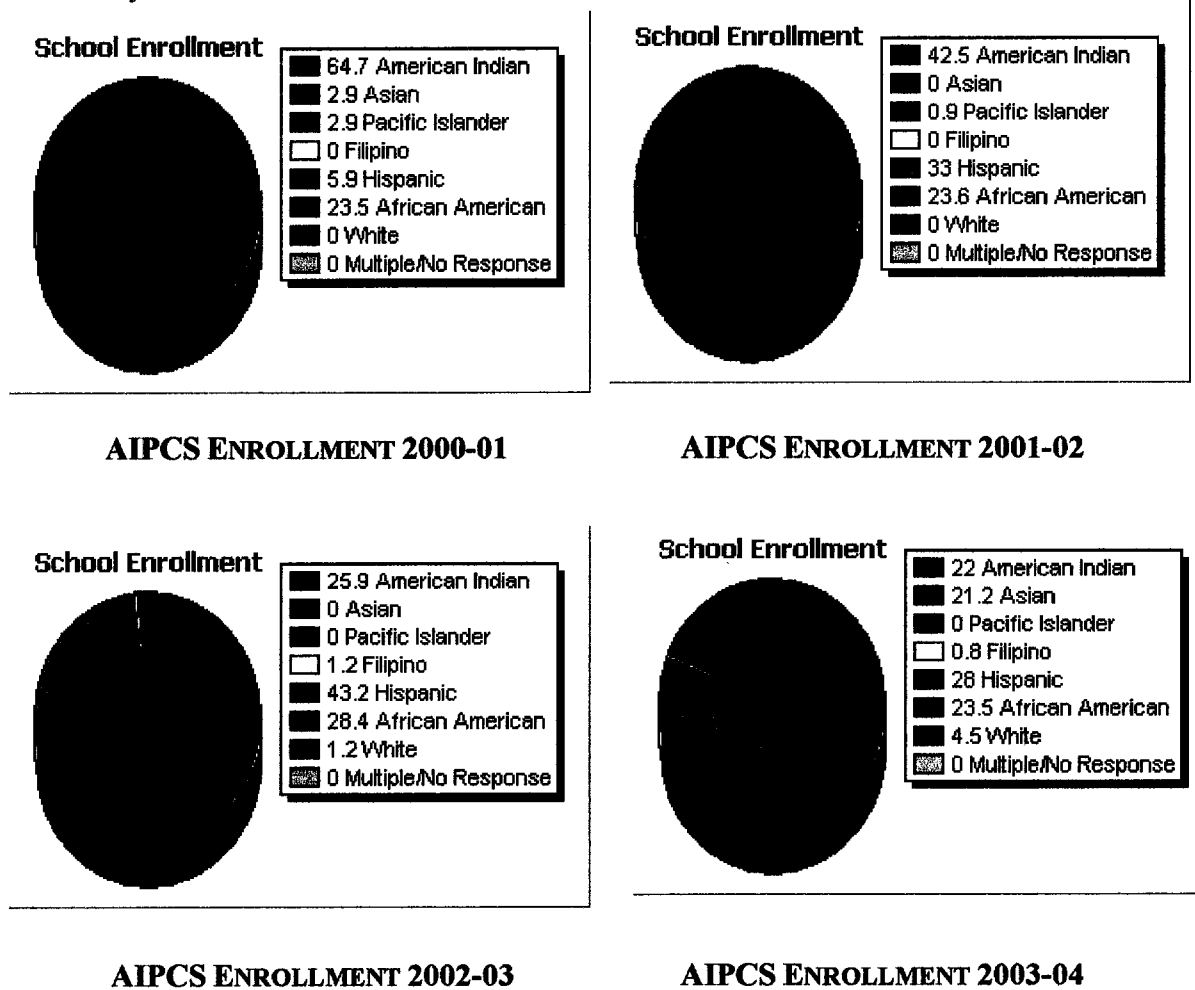 School Enrollment
64.7 American Indian
2.9 Asian
2.9 Pacific Islander
0 Filipino
5.9 Hispanic
23.5 African American
0 White
0 Multiple/No Response
AIPCS ENROLLMENT 2000-01
School Enrollment
42.5 American Indian
0 Asian
0.9 Pacific Islander
0 Filipino
33 Hispanic
23.6 African American
0 White
0 Multiple/No Response
AIPCS ENROLLMENT 2001-02
School Enrollment
25.9 American Indian
0 Asian
0 Pacific Islander
1.2 Filipino
43.2 Hispanic
28.4 African American
1.2 White
0 Multiple/No Response
AIPCS ENROLLMENT 2002-03
School Enrollment
22 American Indian
21.2 Asian
0 Pacific Islander
0.8 Filipino
28 Hispanic
23.5 African American
4.5 White
0 Multiple/No Response
AIPCS ENROLLMENT 2003-04